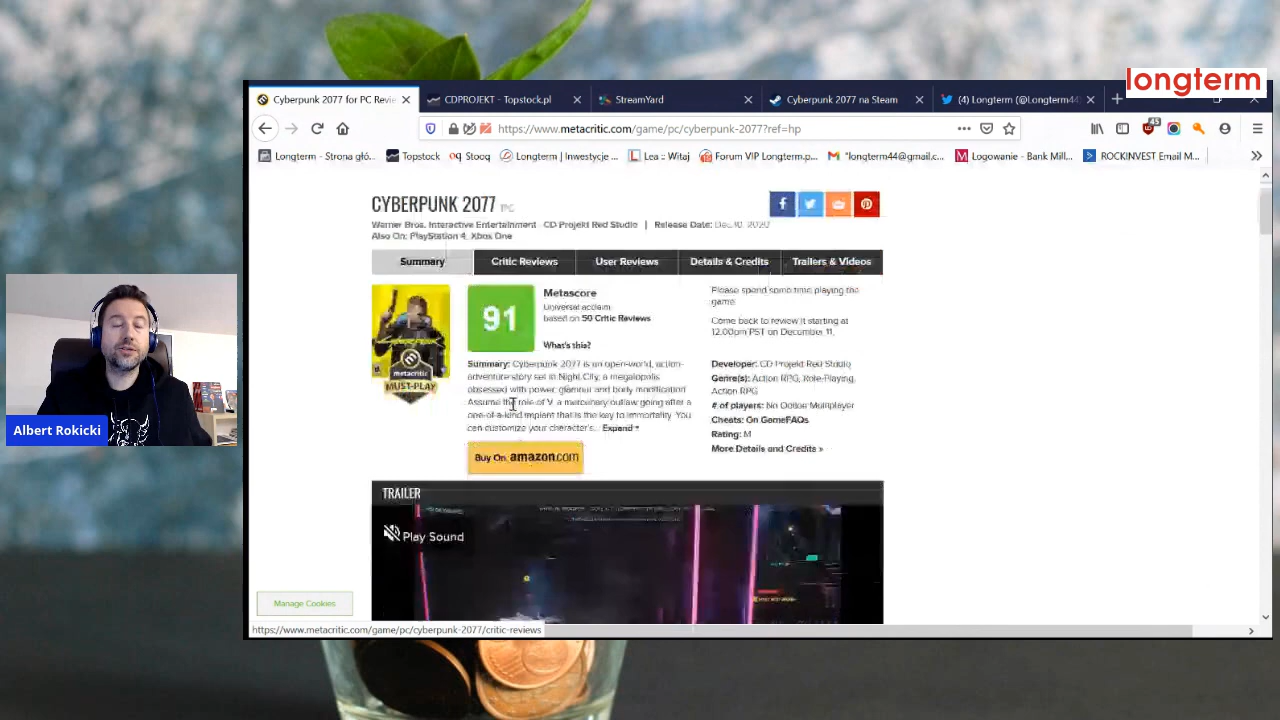 longterm
Cyberpunk 2077 for PC Revie
CDPROJEKT - Topstock.pl
StreamYard
Cyberpunk 2077 na Steam
(4) Longterm (@Longterm44)
https://www.metacritic.com/game/pc/cyberpunk-2077?ref=hp
45
Longterm - Strona głó...
Topstock
Stooq
Longterm | Inwestycje ...
Lea :: Witaj
Forum VIP Longterm.p...
"longterm44@gmail.c...
Logowanie - Bank Mill...
ROCKINVEST Email M...
CYBERPUNK 2077 PC
Warner Bros. Interactive Entertainment CD Projekt Red Studio | Release Date: Dec 10, 2020
Also On: PlayStation 4, Xbox One
Summary
Critic Reviews
User Reviews
Details & Credits
Trailers & Videos
91
Metascore
Universal acclaim
based on 50 Critic Reviews
What's this?
metacritic
MUST-PLAY
Summary: Cyberpunk 2077 is an open-world, action-
adventure story set in Night City, a megalopolis
obsessed with power, glamour and body modification.
Assume the role of V, a mercenary outlaw going after a
one-of-a-kind implant that is the key to immortality. You
can customize your character's... Expand
Buy On amazon.com
Please spend some time playing the
game.
Come back to review it starting at
12:00pm PST on December 11.
Developer: CD Projekt Red Studio
Genre(s): Action RPG, Role-Playing,
Action RPG
# of players: No Online Multiplayer
Cheats: On GameFAQs
Rating: M
More Details and Credits »
TRAILER
Play Sound
Manage Cookies
https://www.metacritic.com/game/pc/cyberpunk-2077/critic-reviews
Albert Rokicki